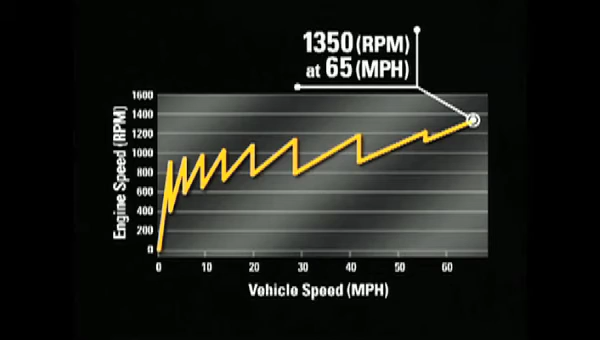 1350 (RPM)
at 65 (MPH)
Engine Speed (RPM)
1600
1400
1200
1000
800
600
400
200
0
0 10 20 30 40 50 60
Vehicle Speed (MPH)